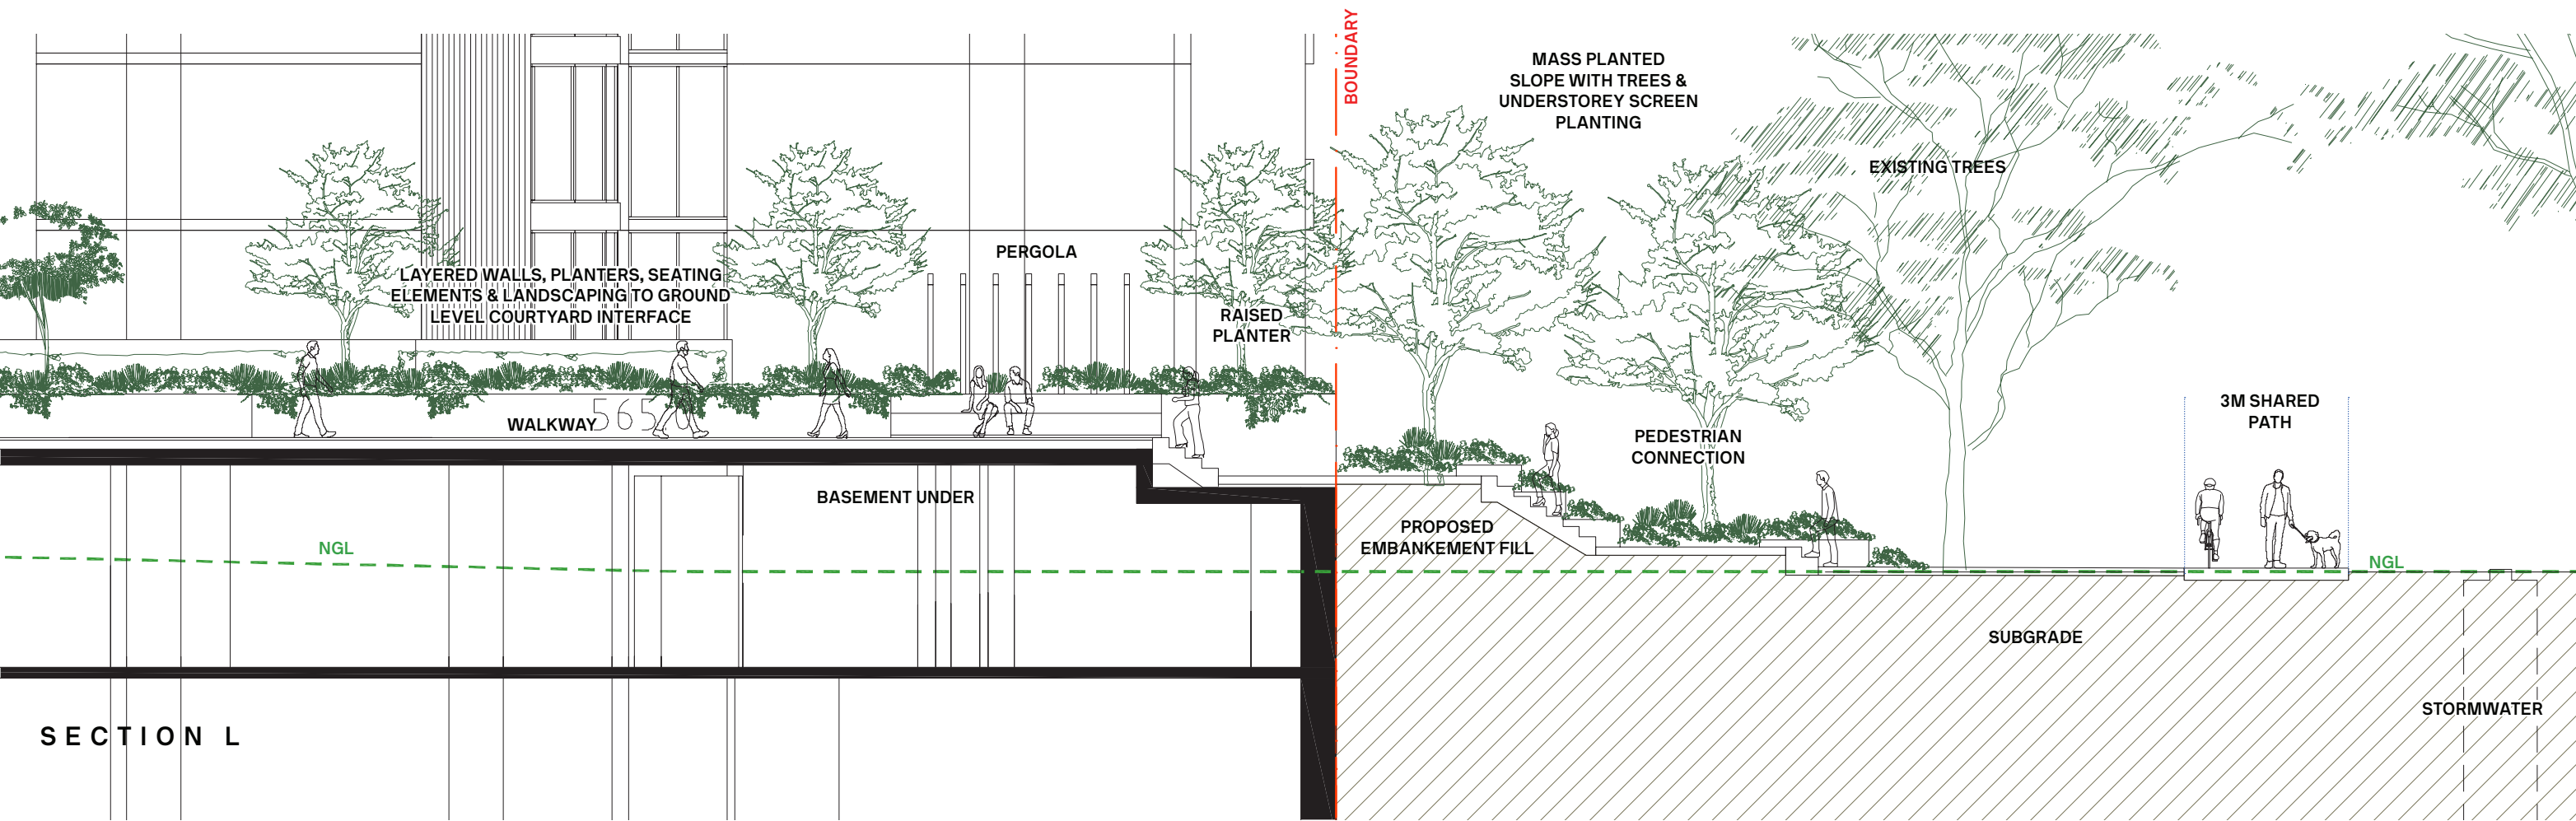 BOUNDARY
MASS PLANTED
SLOPE WITH TREES &
UNDERSTOREY SCREEN
PLANTING
EXISTING TREES
PERGOLA
LAYERED WALLS, PLANTERS, SEATING
ELEMENTS & LANDSCAPING TO GROUND
LEVEL COURTYARD INTERFACE
RAISED
PLANTER
3M SHARED
PATH
WALKWAY
PEDESTRIAN
CONNECTION
BASEMENT UNDER
PROPOSED
EMBANKEMENT FILL
NGL
NGL
SUBGRADE
STORMWATER
SECTION L